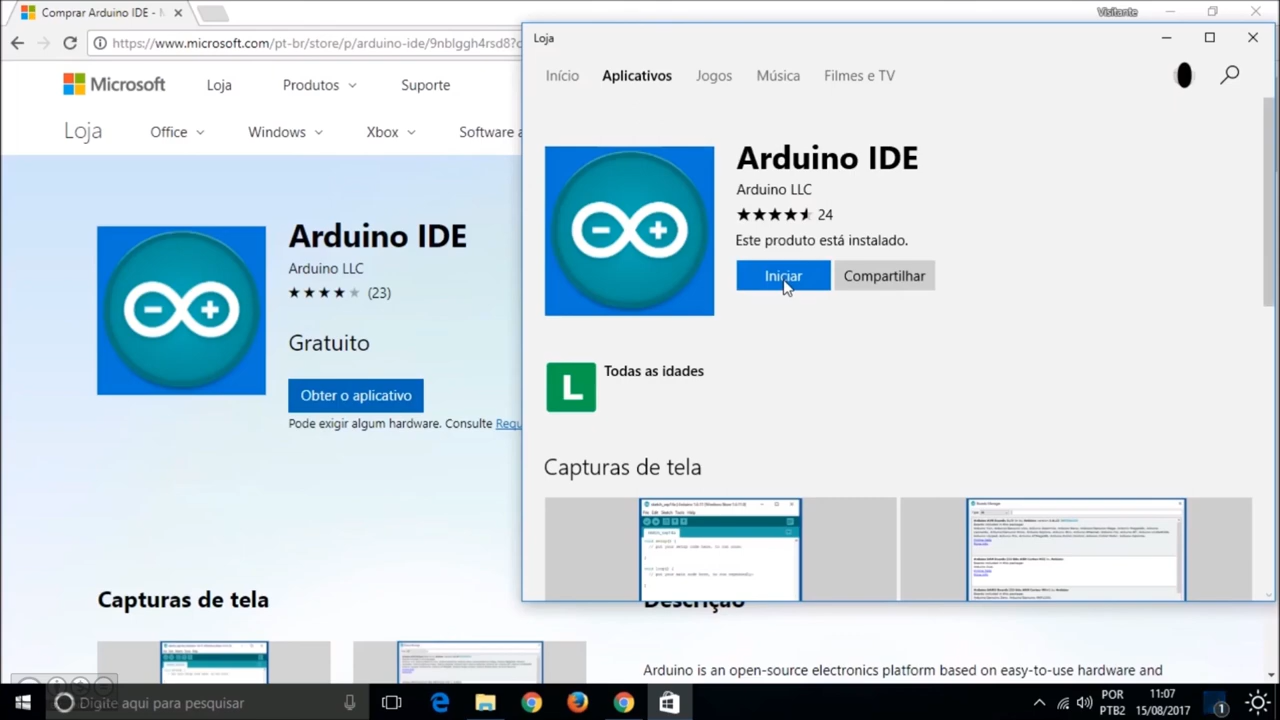 Comprar Arduino IDE - M
Visitante
https://www.microsoft.com/pt-br/store/p/arduino-ide/9nblggh4rsd8?
Microsoft
Loja
Produtos
Suporte
Loja
Office
Windows
Xbox
Software a
Arduino IDE
Arduino LLC
(23)
Gratuito
Obter o aplicativo
Pode exigir algum hardware. Consulte Requ
Capturas de tela
Descrição
Arduino is an open-source electronics platform based on easy-to-use hardware and
Loja
Início
Aplicativos
Jogos
Música
Filmes e TV
Arduino IDE
Arduino LLC
24
Este produto está instalado.
Iniciar
Compartilhar
L
Todas as idades
Capturas de tela
Digite aqui para pesquisar
POR
PTB2
11:07
15/08/2017
1